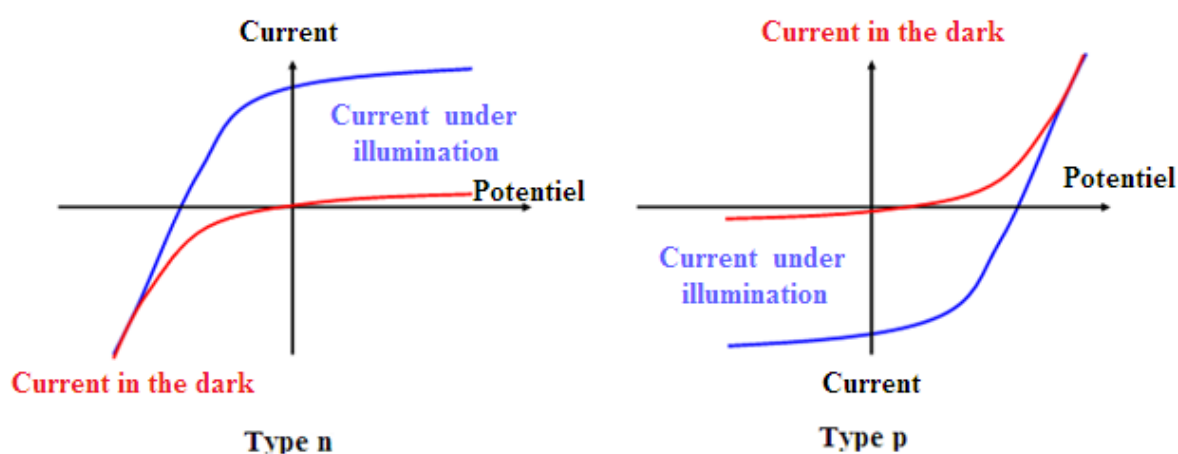 Current
Current under
illumination
Potentiel
Current in the dark
Type n
Current in the dark
Potentiel
Current under
illumination
Current
Type p